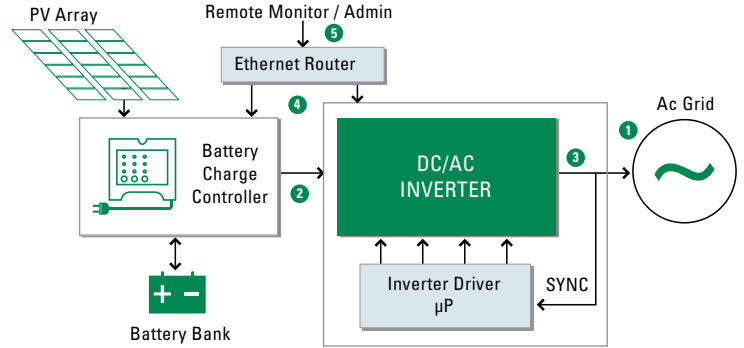 PV Array
Remote Monitor / Admin
5
Ethernet Router
4
Ac Grid
1
Battery
Charge
Controller
2
DC/AC
INVERTER
3
Inverter Driver
µP
SYNC
Battery Bank